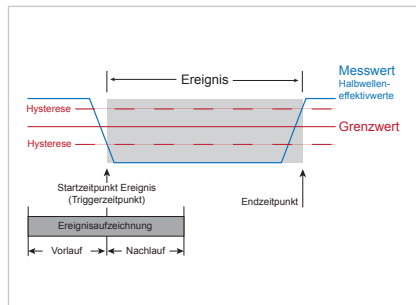 Ereignis
Messwert
Halbwellen-
effektivwerte
Hysterese
Grenzwert
Hysterese
Startzeitpunkt Ereignis
(Triggerzeitpunkt)
Endzeitpunkt
Ereignisaufzeichnung
Vorlauf
Nachlauf